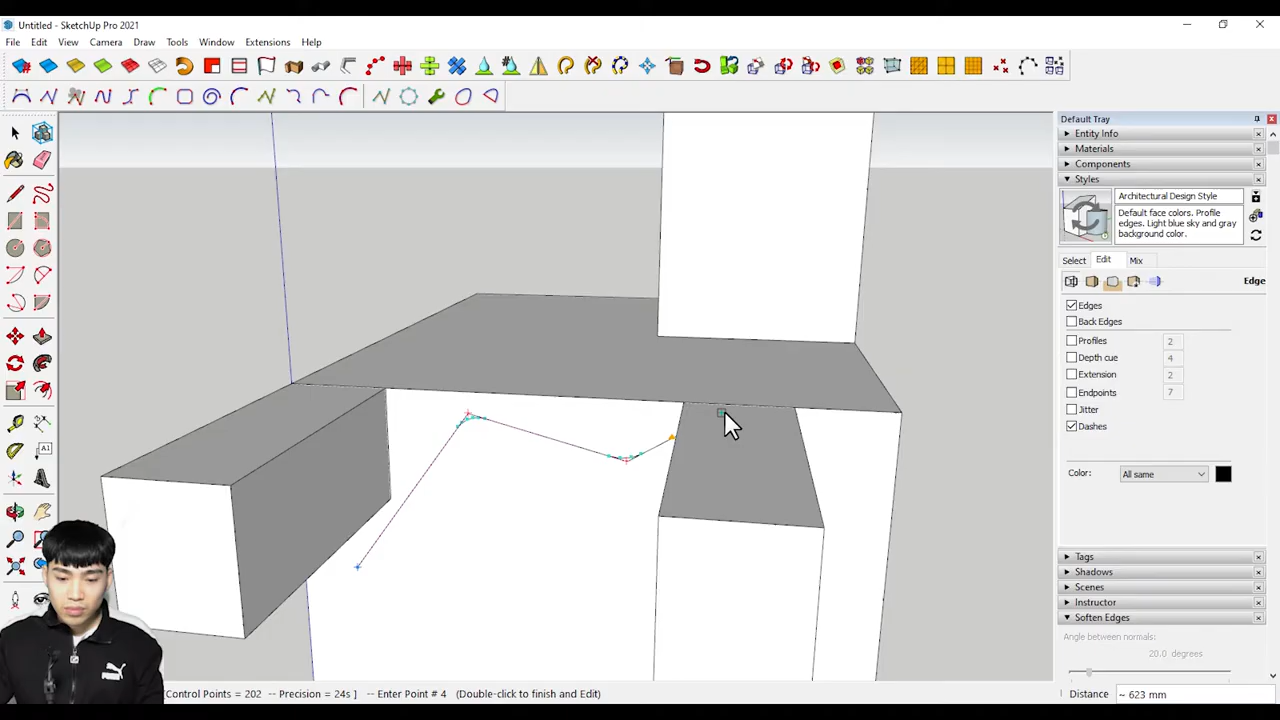 Untitled - SketchUp Pro 2021
File Edit View Camera Draw Tools Window Extensions Help
Default Tray
Entity Info
Materials
Components
Styles
Architectural Design Style
Default face colors. Profile
edges. Light blue sky and gray
background color.
Select Edit Mix
Edge
Edges
Back Edges
Profiles 2
Depth cue 4
Extension 2
Endpoints 7
Jitter
Dashes
Color: All same
Tags
Shadows
Scenes
Instructor
Soften Edges
Angle between normals:
20.0 degrees
A1
PUMA
Control Points = 202 -- Precision = 24s ] -- Enter Point # 4 (Double-click to finish and Edit)
Distance ~ 623 mm